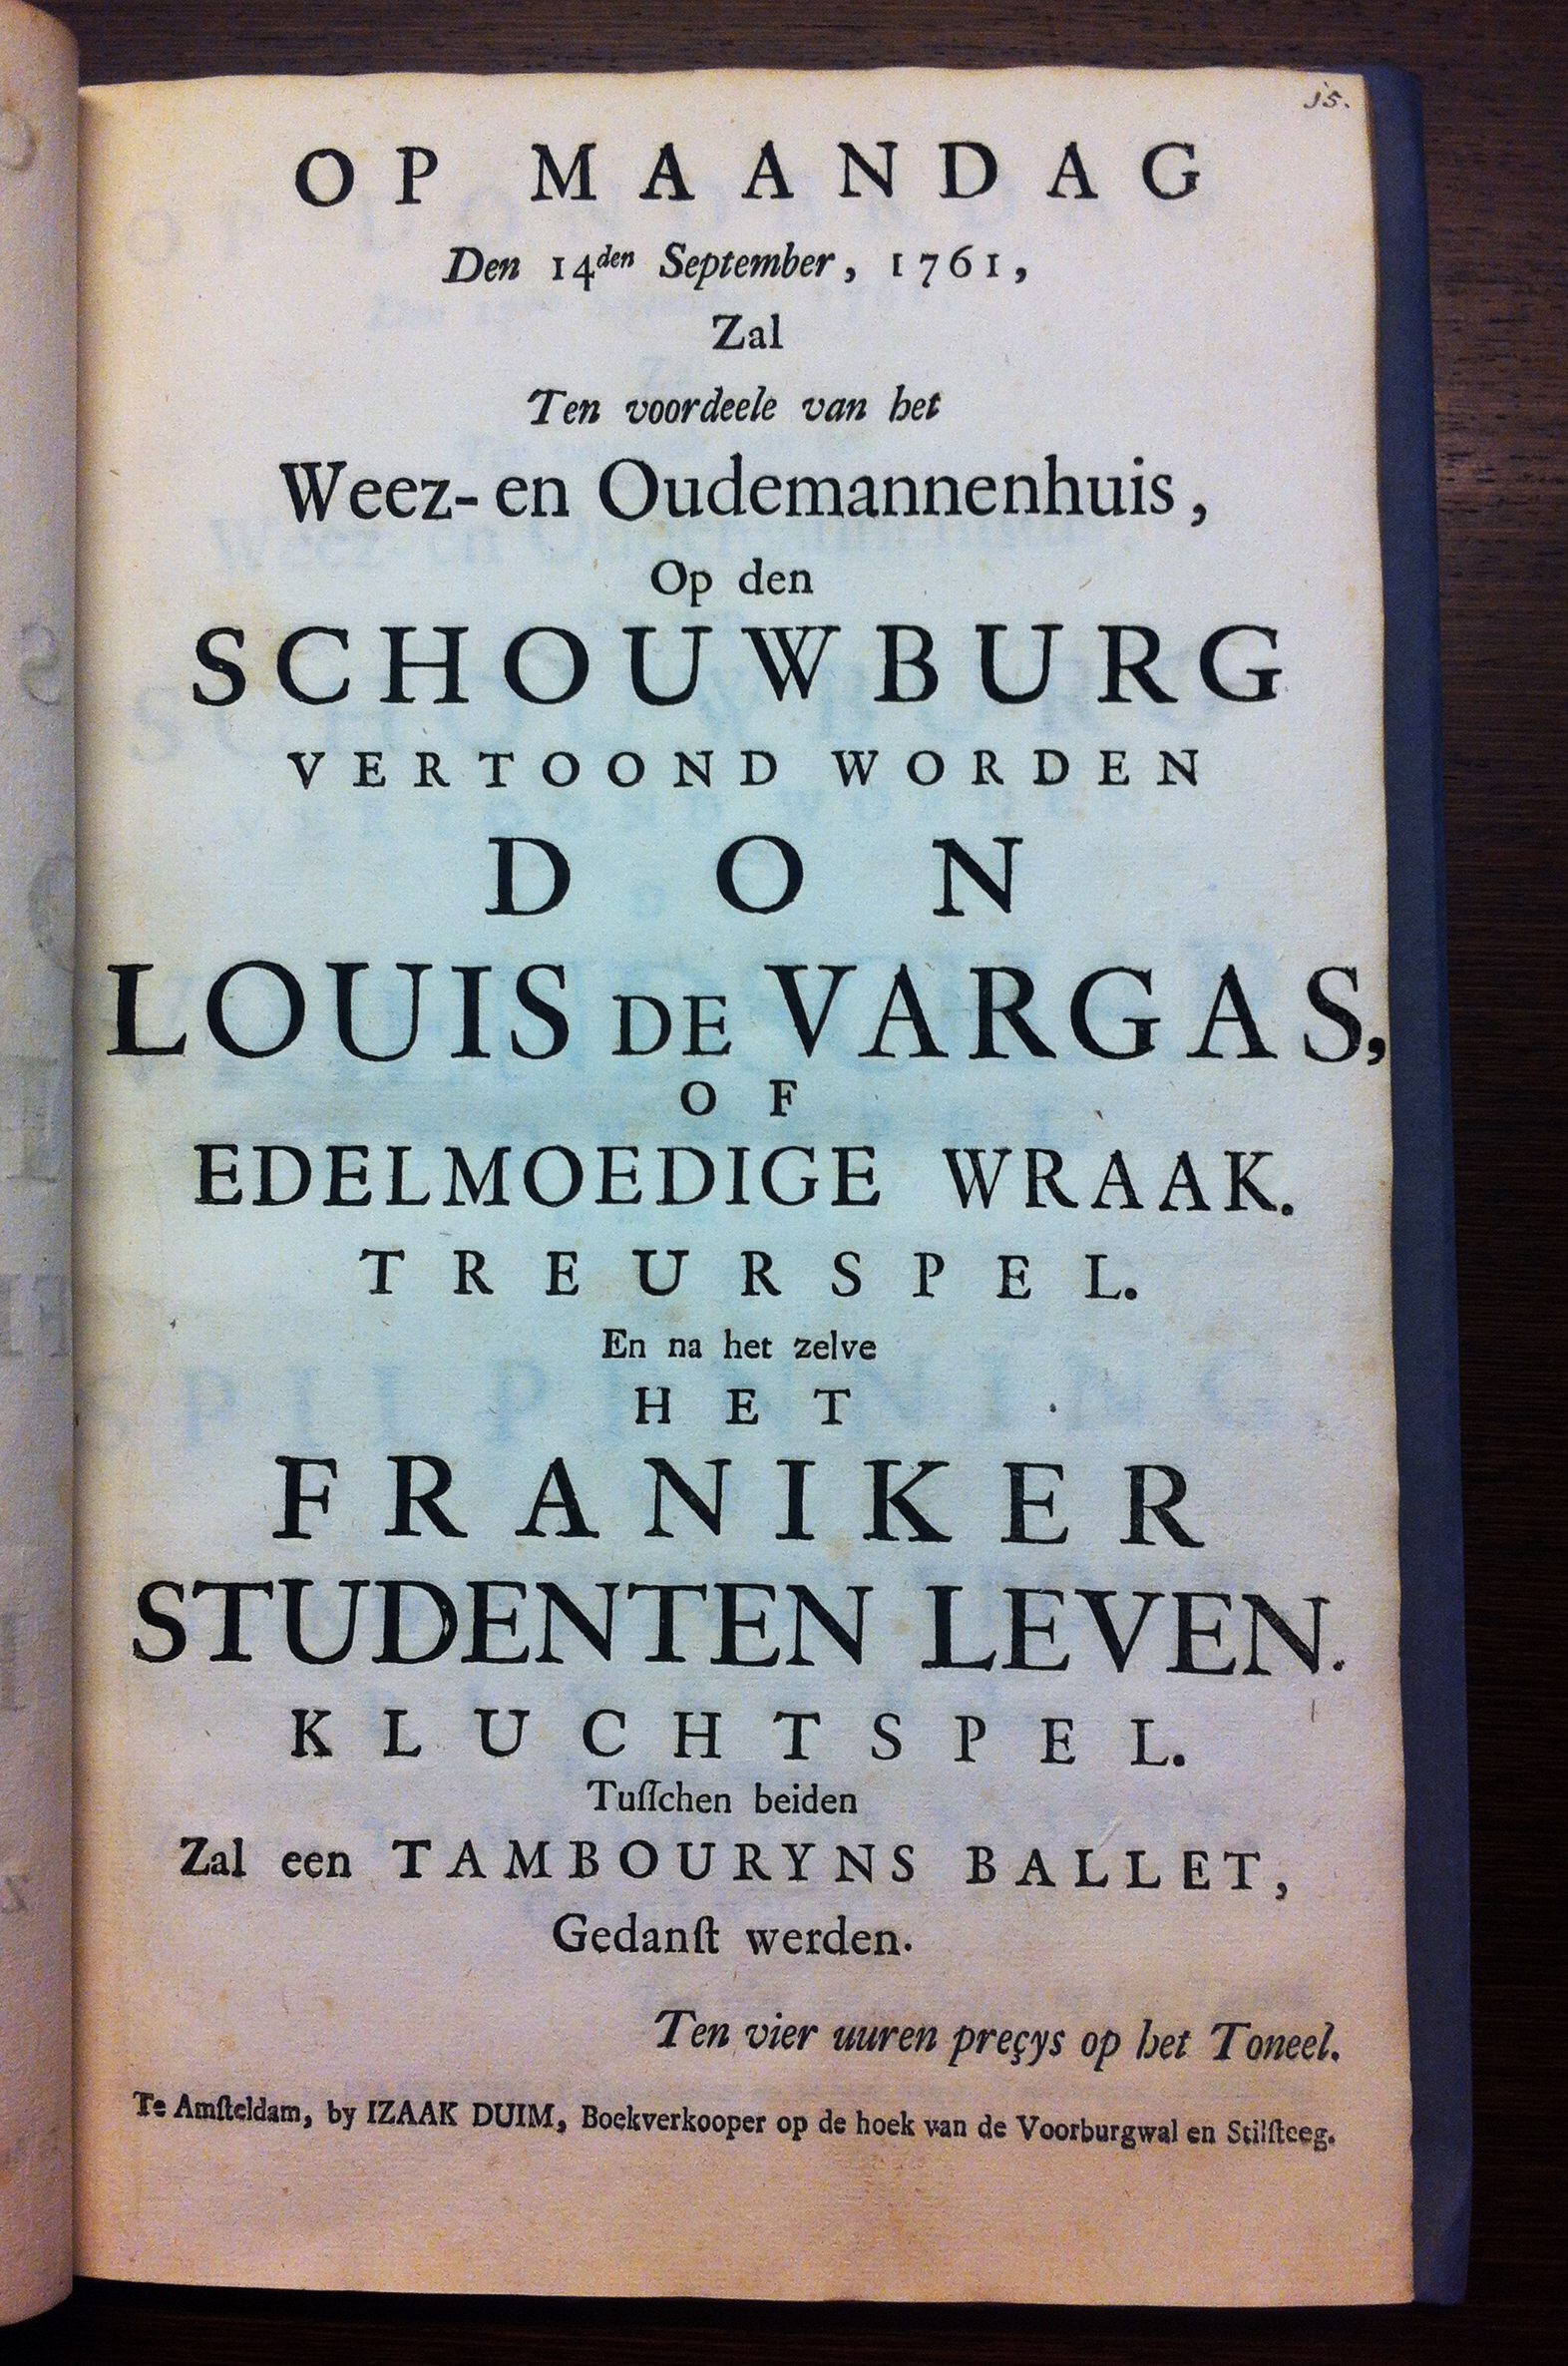 15.
OP MAANDAG
Den 14den September, 1761,
Zal
Ten voordeele van het
Weez- en Oudemannenhuis,
Op den
SCHOUWBURG
VERTOOND WORDEN
DON
LOUIS DE VARGAS,
OF
EDELMOEDIGE WRAAK.
TREURSPEL.
En na het zelve
HET
FRANIKER
STUDENTEN LEVEN.
KLUCHTSPEL.
Tuſſchen beiden
Zal een TAMBOURYNS BALLET,
Gedanſt werden.
Ten vier uuren preçys op het Toneel.
Te Amſteldam, by IZAAK DUIM, Boekverkooper op de hoek van de Voorburgwal en Stilſteeg.